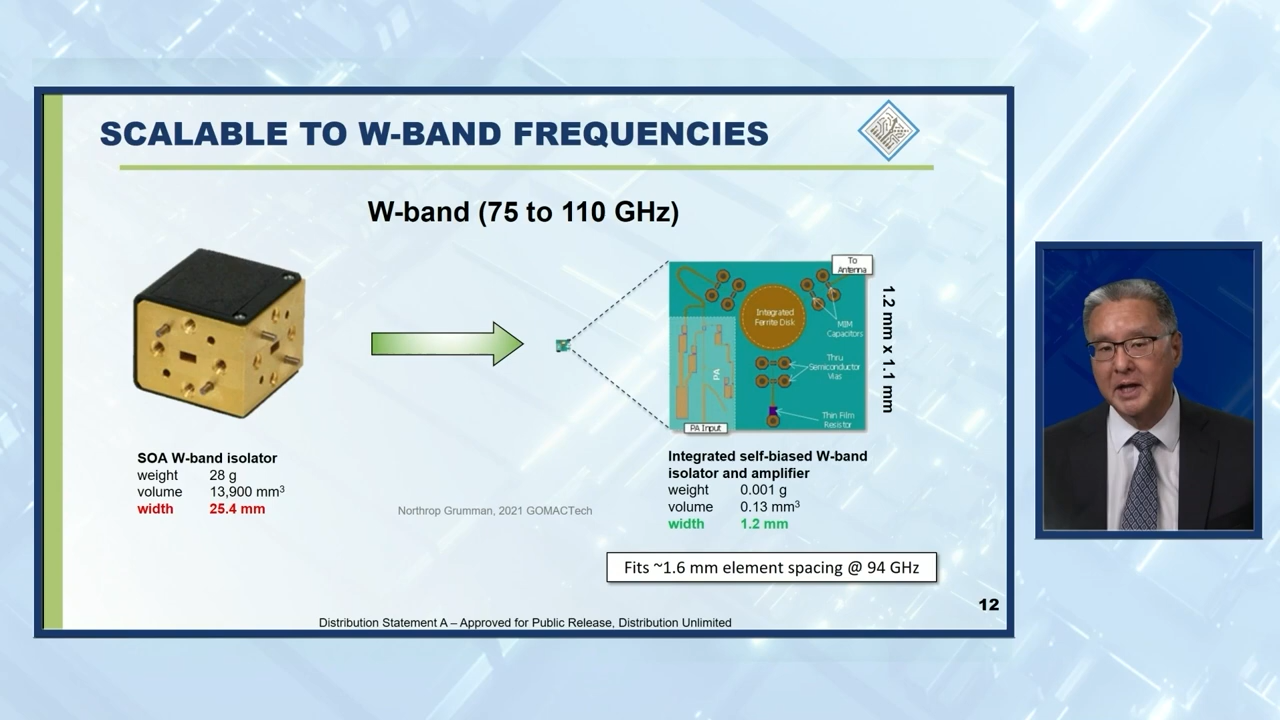 SCALABLE TO W-BAND FREQUENCIES
W-band (75 to 110 GHz)
To
Antenna
Integrated
Ferrite Disk
MIM
Capacitors
Thru
Semiconductor
Vias
PA
Thin Film
Resistor
PA Input
1.2 mm x 1.1 mm
SOA W-band isolator
weight 28 g
volume 13,900 mm³
width 25.4 mm
Northrop Grumman, 2021 GOMACTech
Integrated self-biased W-band
isolator and amplifier
weight 0.001 g
volume 0.13 mm³
width 1.2 mm
Fits ~1.6 mm element spacing @ 94 GHz
12
Distribution Statement A – Approved for Public Release, Distribution Unlimited